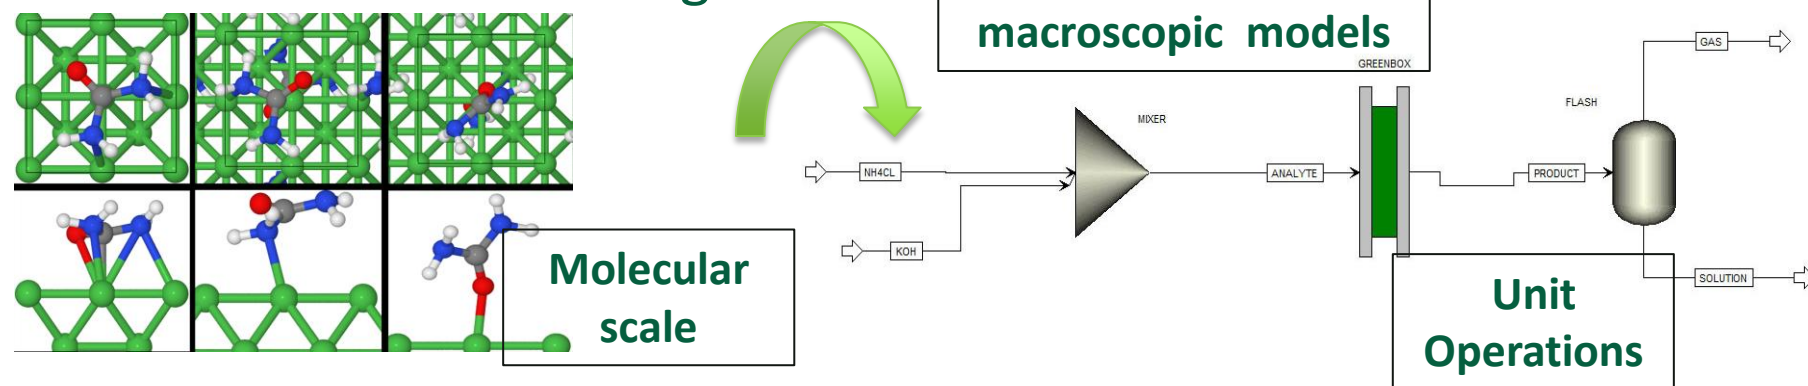 macroscopic models
GREENBOX
GAS
FLASH
MIXER
NH4CL
ANALYTE
PRODUCT
KOH
SOLUTION
Molecular
scale
Unit
Operations